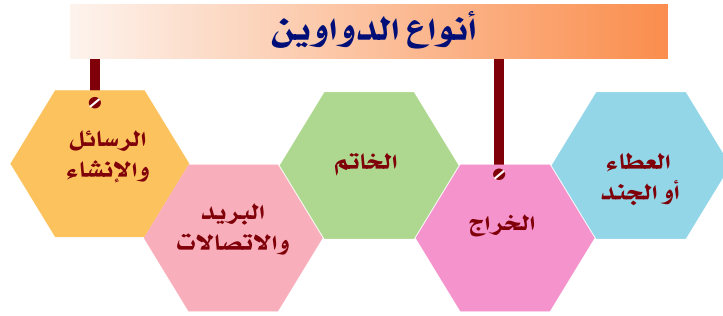 أنواع الدواوين
العطاء
أو الجند
الخراج
الخاتم
البريد
والاتصالات
الرسائل
والإنشاء